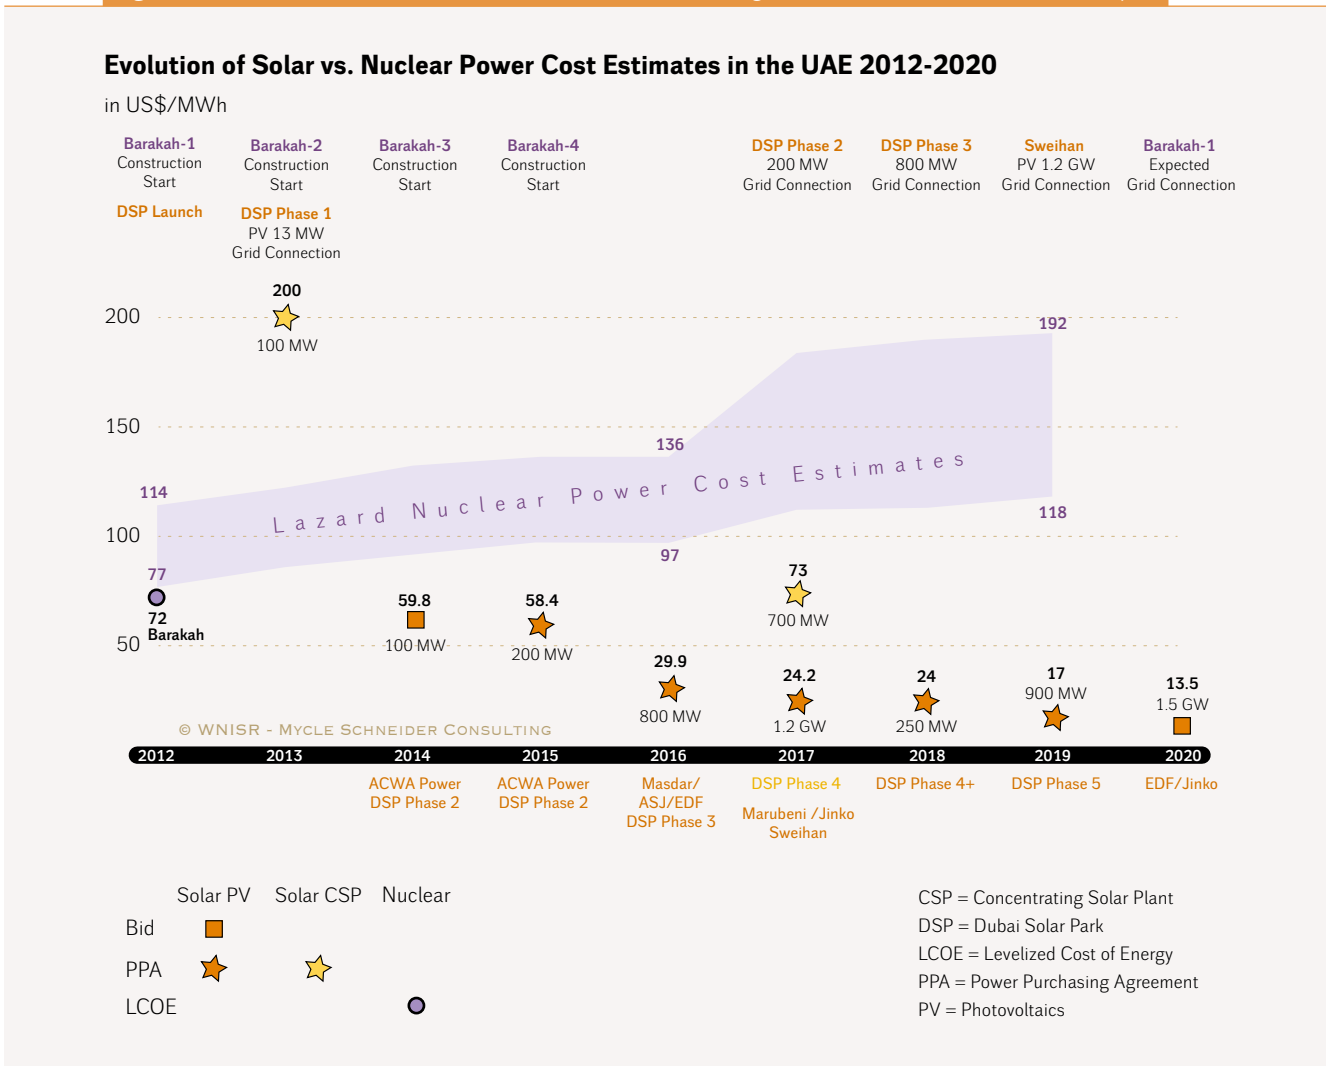 Evolution of Solar vs. Nuclear Power Cost Estimates in the UAE 2012-2020
in US$/MWh
Barakah-1
Construction
Start
DSP Launch
Barakah-2
Construction
Start
DSP Phase 1
PV 13 MW
Grid Connection
Barakah-3
Construction
Start
Barakah-4
Construction
Start
DSP Phase 2
200 MW
Grid Connection
DSP Phase 3
800 MW
Grid Connection
Sweihan
PV 1.2 GW
Grid Connection
Barakah-1
Expected
Grid Connection
200
150
100
50
200
100 MW
192
136
114
Lazard Nuclear Power Cost Estimates
118
97
77
72
Barakah
59.8
100 MW
58.4
200 MW
29.9
800 MW
73
700 MW
24.2
1.2 GW
24
250 MW
17
900 MW
13.5
1.5 GW
© WNISR - Mycle Schneider Consulting
2012
2013
2014
2015
2016
2017
2018
2019
2020
ACWA Power
DSP Phase 2
ACWA Power
DSP Phase 2
Masdar/
ASJ/EDF
DSP Phase 3
DSP Phase 4
Marubeni /Jinko
Sweihan
DSP Phase 4+
DSP Phase 5
EDF/Jinko
Solar PV
Solar CSP
Nuclear
Bid
PPA
LCOE
CSP = Concentrating Solar Plant
DSP = Dubai Solar Park
LCOE = Levelized Cost of Energy
PPA = Power Purchasing Agreement
PV = Photovoltaics